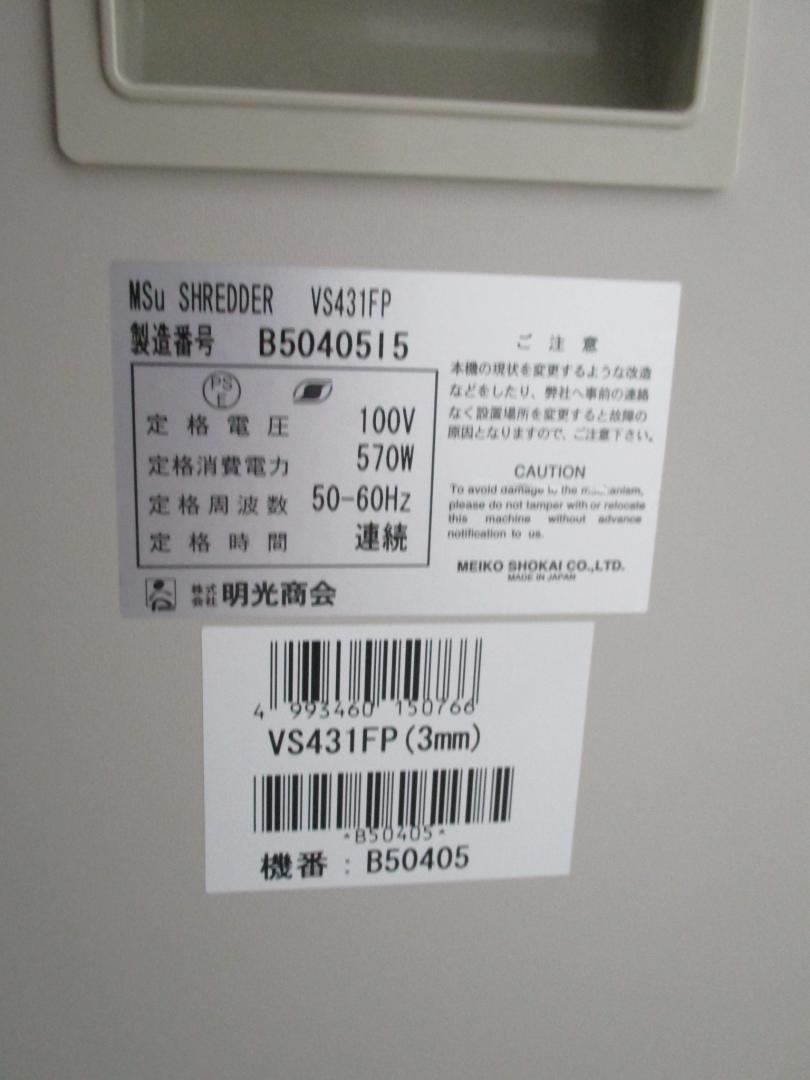 MSu SHREDDER VS431FP
製造番号 B5040515
PS
E
定格電圧 100V
定格消費電力 570W
定格周波数 50-60Hz
定格時間 連続
株式会社 明光商会
ご注意
本機の現状を変更するような改造
などをしたり、弊社へ事前の連絡
なく設置場所を変更すると故障の
原因となりますので、ご注意下さい。
CAUTION
To avoid damage to the mechanism,
please do not tamper with or relocate
this machine without advance
notification to us.
MEIKO SHOKAI CO.,LTD.
MADE IN JAPAN
4 993460 150766
VS431FP(3mm)
*B50405*
機番：B50405